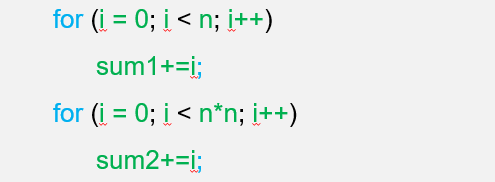 for (i = 0; i < n; i++)
sum1+=i;
for (i = 0; i < n*n; i++)
sum2+=i;